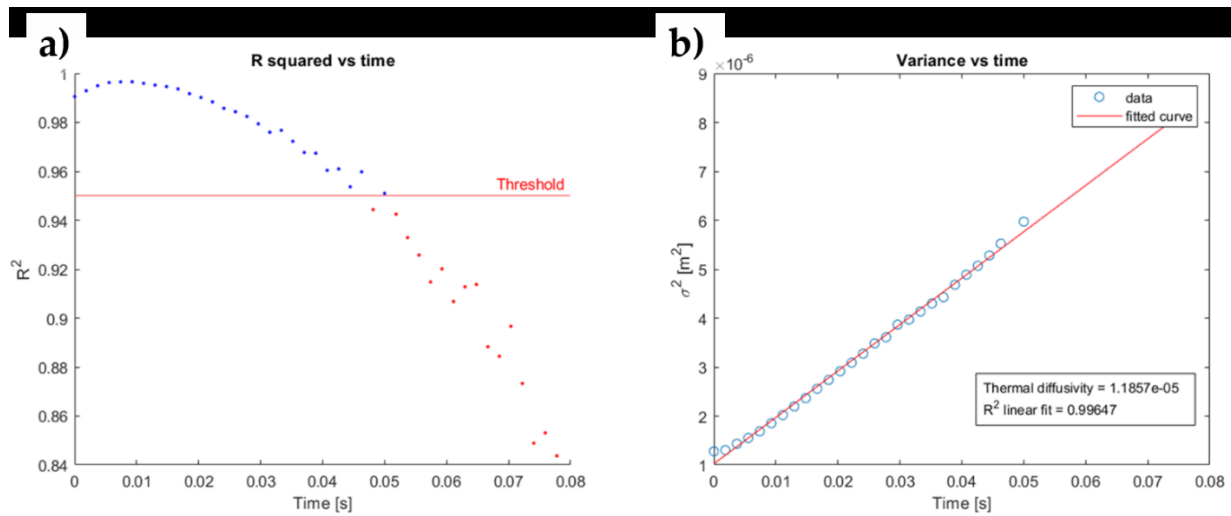 a)
R squared vs time
1
0.98
0.96
0.94
0.92
0.9
0.88
0.86
0.84
R²
Threshold
0 0.01 0.02 0.03 0.04 0.05 0.06 0.07 0.08
Time [s]
b)
×10⁻⁶
Variance vs time
9
8
7
6
5
4
3
2
1
σ² [m²]
data
fitted curve
Thermal diffusivity = 1.1857e-05
R² linear fit = 0.99647
0 0.01 0.02 0.03 0.04 0.05 0.06 0.07 0.08
Time [s]